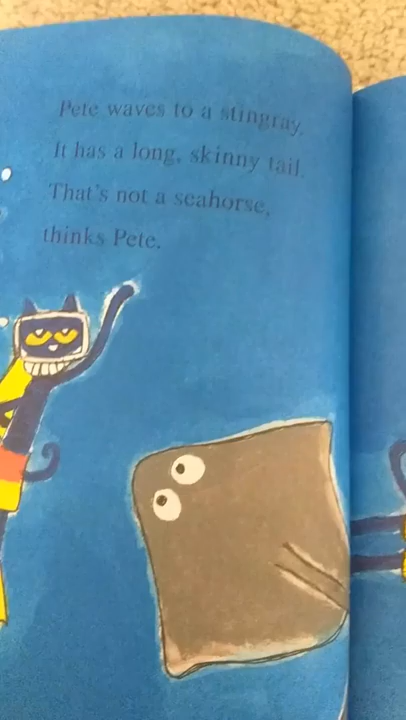 Pete waves to a stingray.
It has a long, skinny tail.
That's not a seahorse,
thinks Pete.